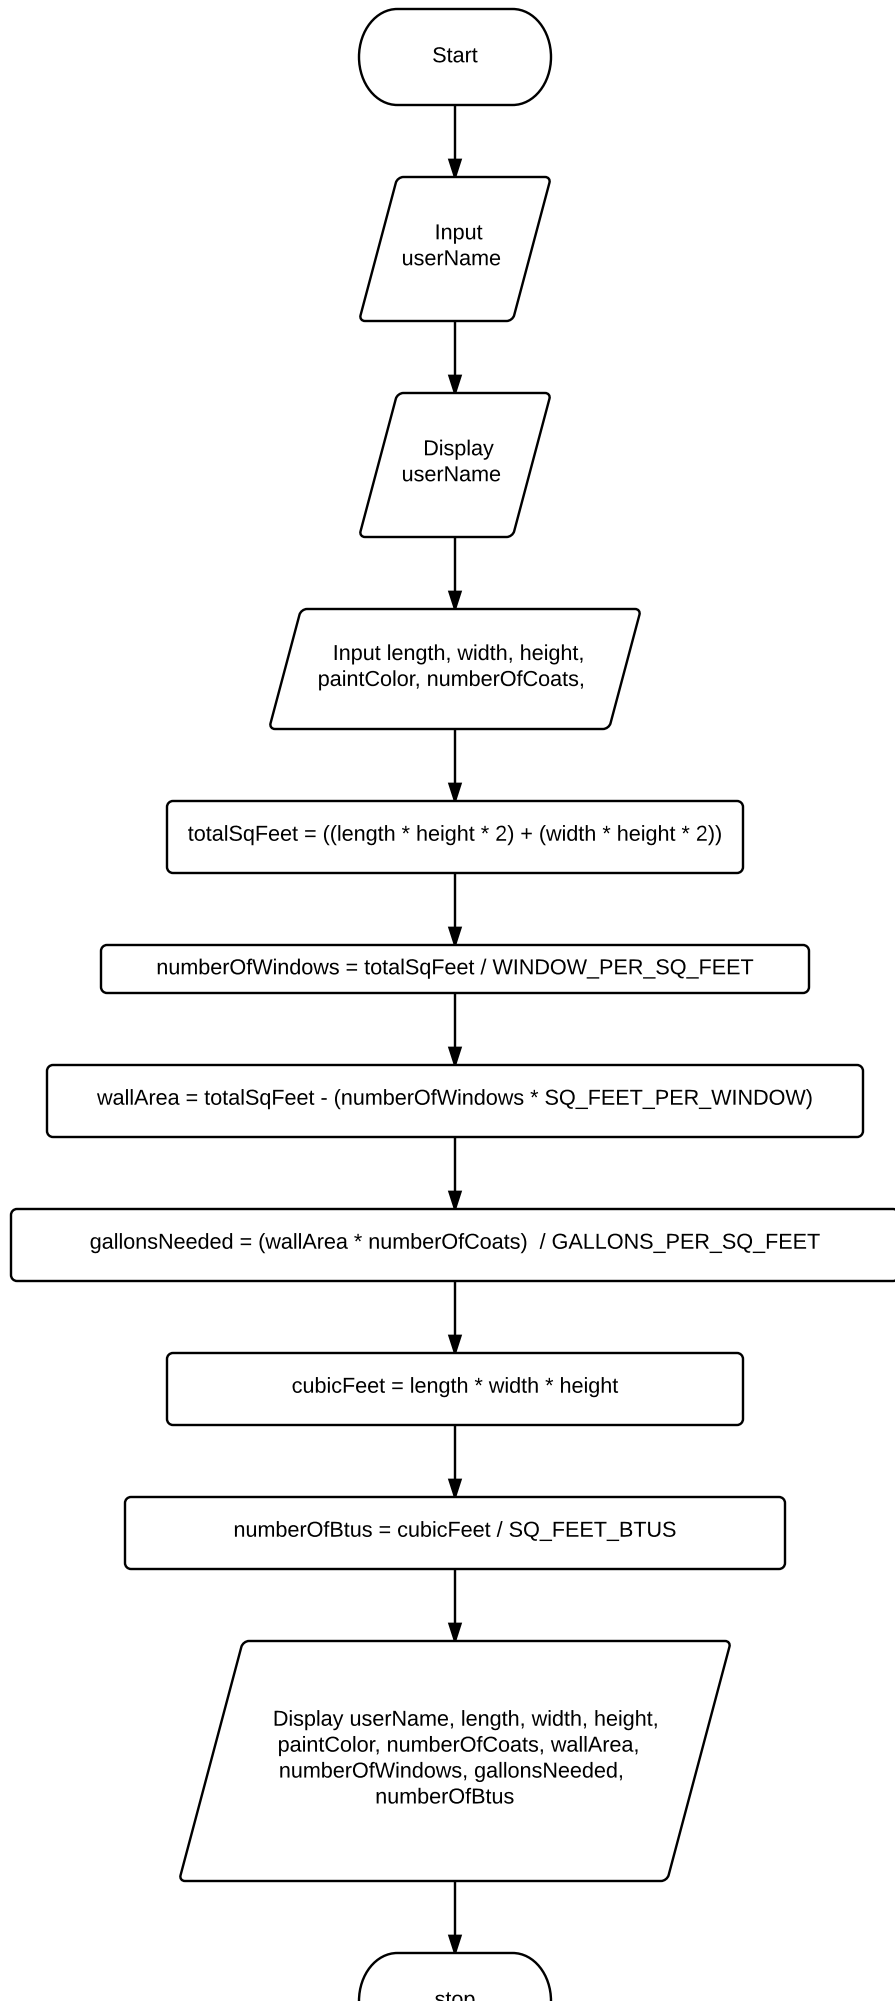 Start
Input
userName
Display
userName
Input length, width, height,
paintColor, numberOfCoats,
totalSqFeet = ((length * height * 2) + (width * height * 2))
numberOfWindows = totalSqFeet / WINDOW_PER_SQ_FEET
wallArea = totalSqFeet - (numberOfWindows * SQ_FEET_PER_WINDOW)
gallonsNeeded = (wallArea * numberOfCoats)  / GALLONS_PER_SQ_FEET
cubicFeet = length * width * height
numberOfBtus = cubicFeet / SQ_FEET_BTUS
Display userName, length, width, height,
paintColor, numberOfCoats, wallArea,
numberOfWindows, gallonsNeeded,
numberOfBtus
stop